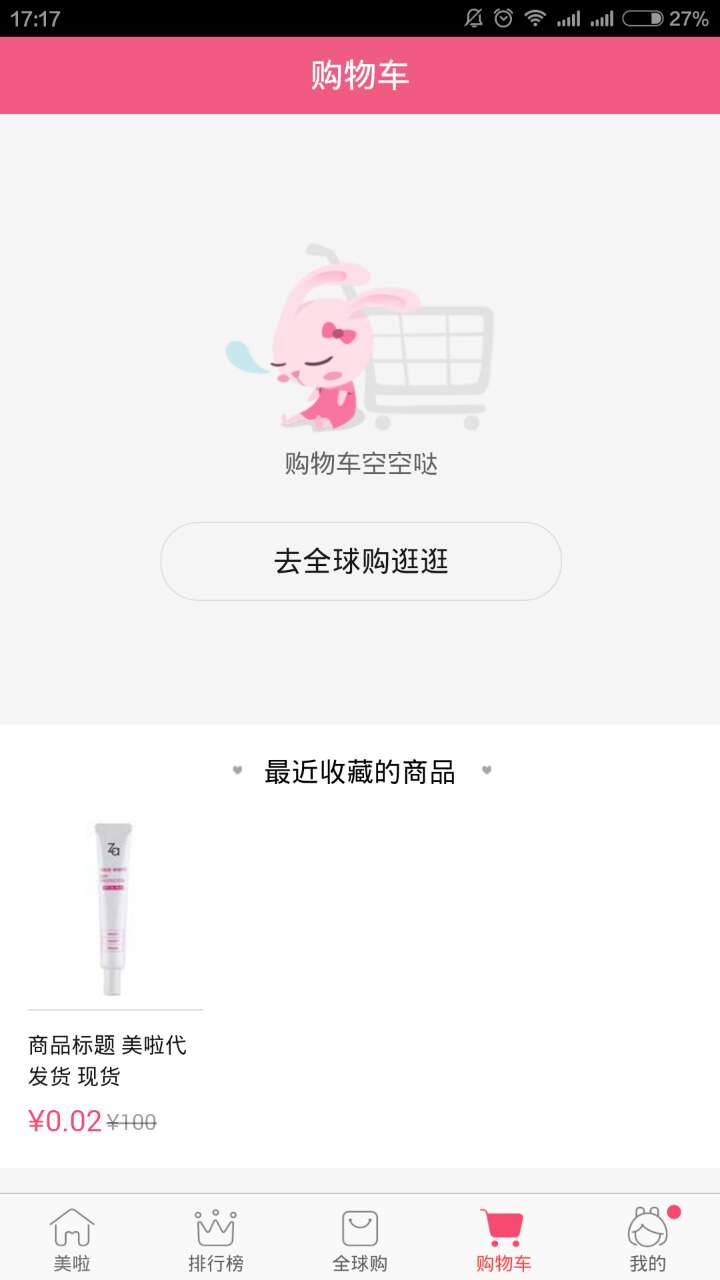 17:17
27%
购物车
购物车空空哒
去全球购逛逛
最近收藏的商品
Za
商品标题 美啦代
发货 现货
¥0.02 ¥100
美啦
排行榜
全球购
购物车
我的